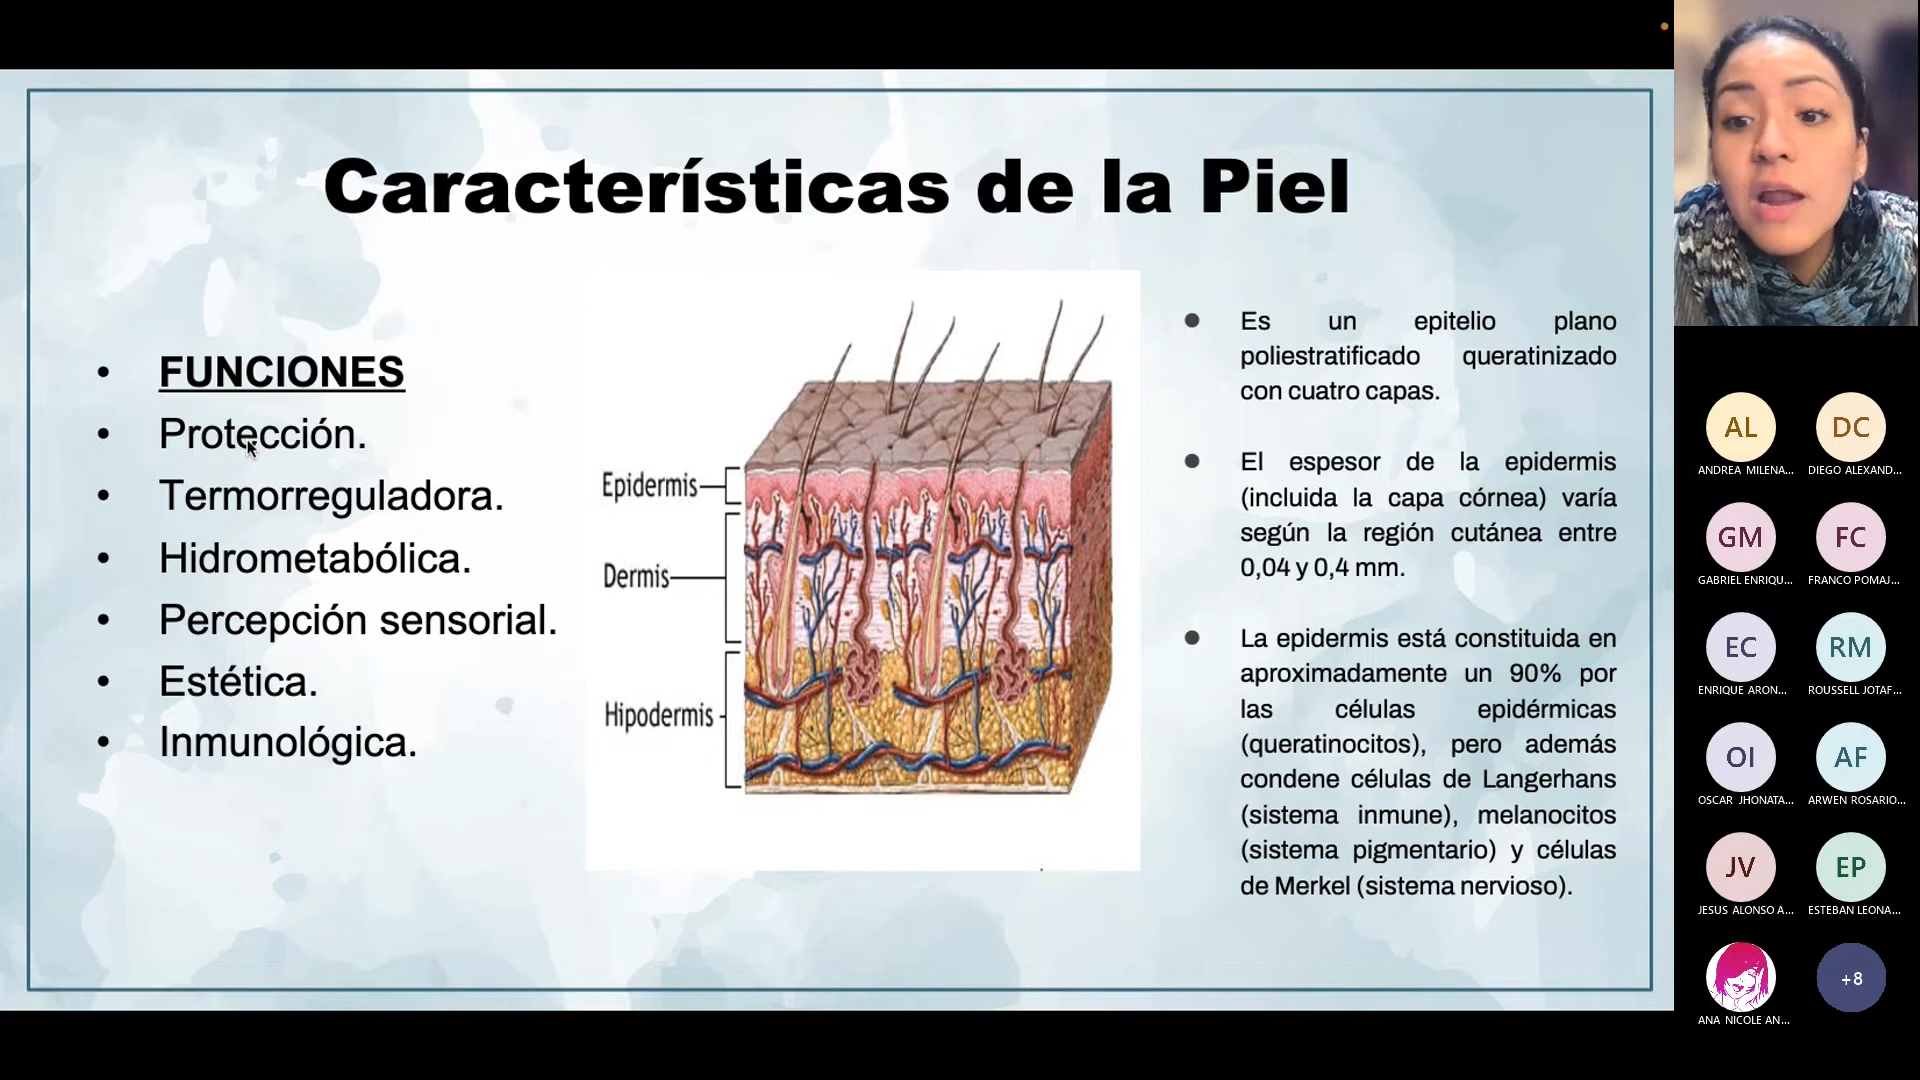 Características de la Piel
FUNCIONES
Protección.
Termorreguladora.
Hidrometabólica.
Percepción sensorial.
Estética.
Inmunológica.
Epidermis
Dermis
Hipodermis
Es un epitelio plano
poliestratificado queratinizado
con cuatro capas.
El espesor de la epidermis
(incluida la capa córnea) varía
según la región cutánea entre
0,04 y 0,4 mm.
La epidermis está constituida en
aproximadamente un 90% por
las células epidérmicas
(queratinocitos), pero además
condene células de Langerhans
(sistema inmune), melanocitos
(sistema pigmentario) y células
de Merkel (sistema nervioso).
AL
ANDREA MILENA...
DC
DIEGO ALEXAND...
GM
GABRIEL ENRIQU...
FC
FRANCO POMAJ...
EC
ENRIQUE ARON...
RM
ROUSSELL JOTAF...
OI
OSCAR JHONATA...
AF
ARWEN ROSARIO...
JV
JESUS ALONSO A...
EP
ESTEBAN LEONA...
ANA NICOLE AN...
+8